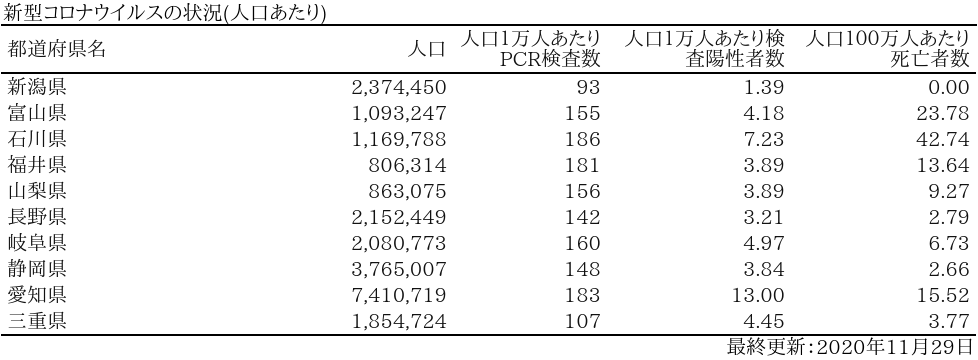 新型コロナウイルスの状況(人口あたり)
都道府県名 人口 人口1万人あたりPCR検査数 人口1万人あたり検査陽性者数 人口100万人あたり死亡者数
新潟県 2,374,450 93 1.39 0.00
富山県 1,093,247 155 4.18 23.78
石川県 1,169,788 186 7.23 42.74
福井県 806,314 181 3.89 13.64
山梨県 863,075 156 3.89 9.27
長野県 2,152,449 142 3.21 2.79
岐阜県 2,080,773 160 4.97 6.73
静岡県 3,765,007 148 3.84 2.66
愛知県 7,410,719 183 13.00 15.52
三重県 1,854,724 107 4.45 3.77
最終更新：2020年11月29日